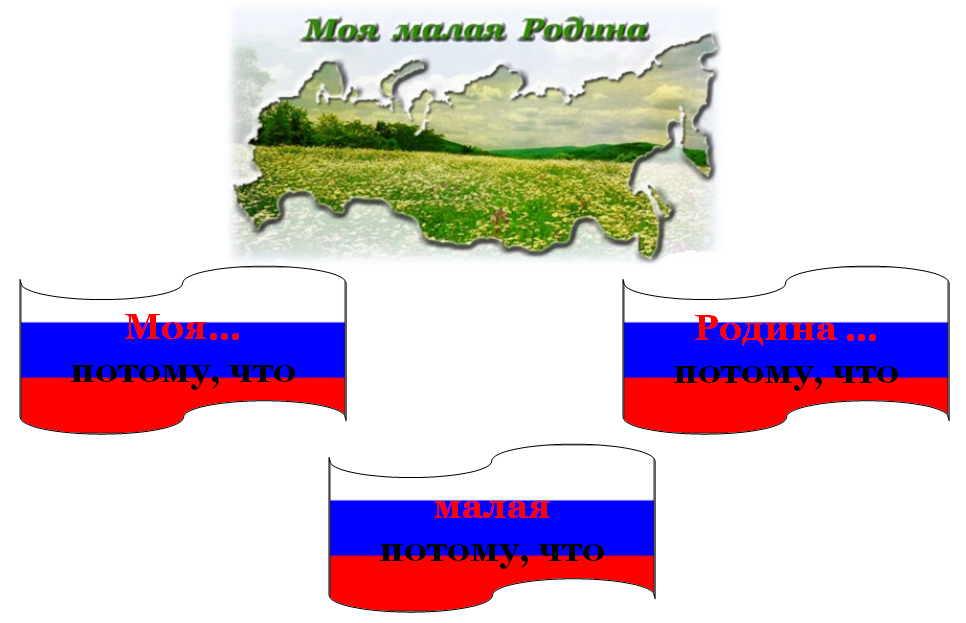 Моя малая Родина
Моя...
потому, что
Родина ...
потому, что
малая
потому, что